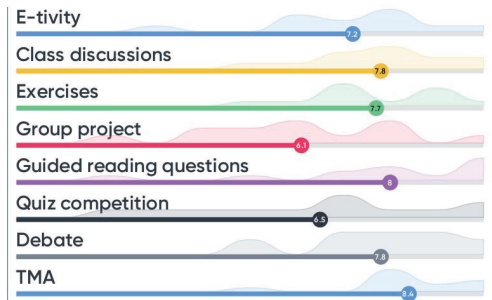 E-tivity
7.2
Class discussions
7.8
Exercises
7.7
Group project
6.1
Guided reading questions
8
Quiz competition
6.5
Debate
7.8
TMA
8.4